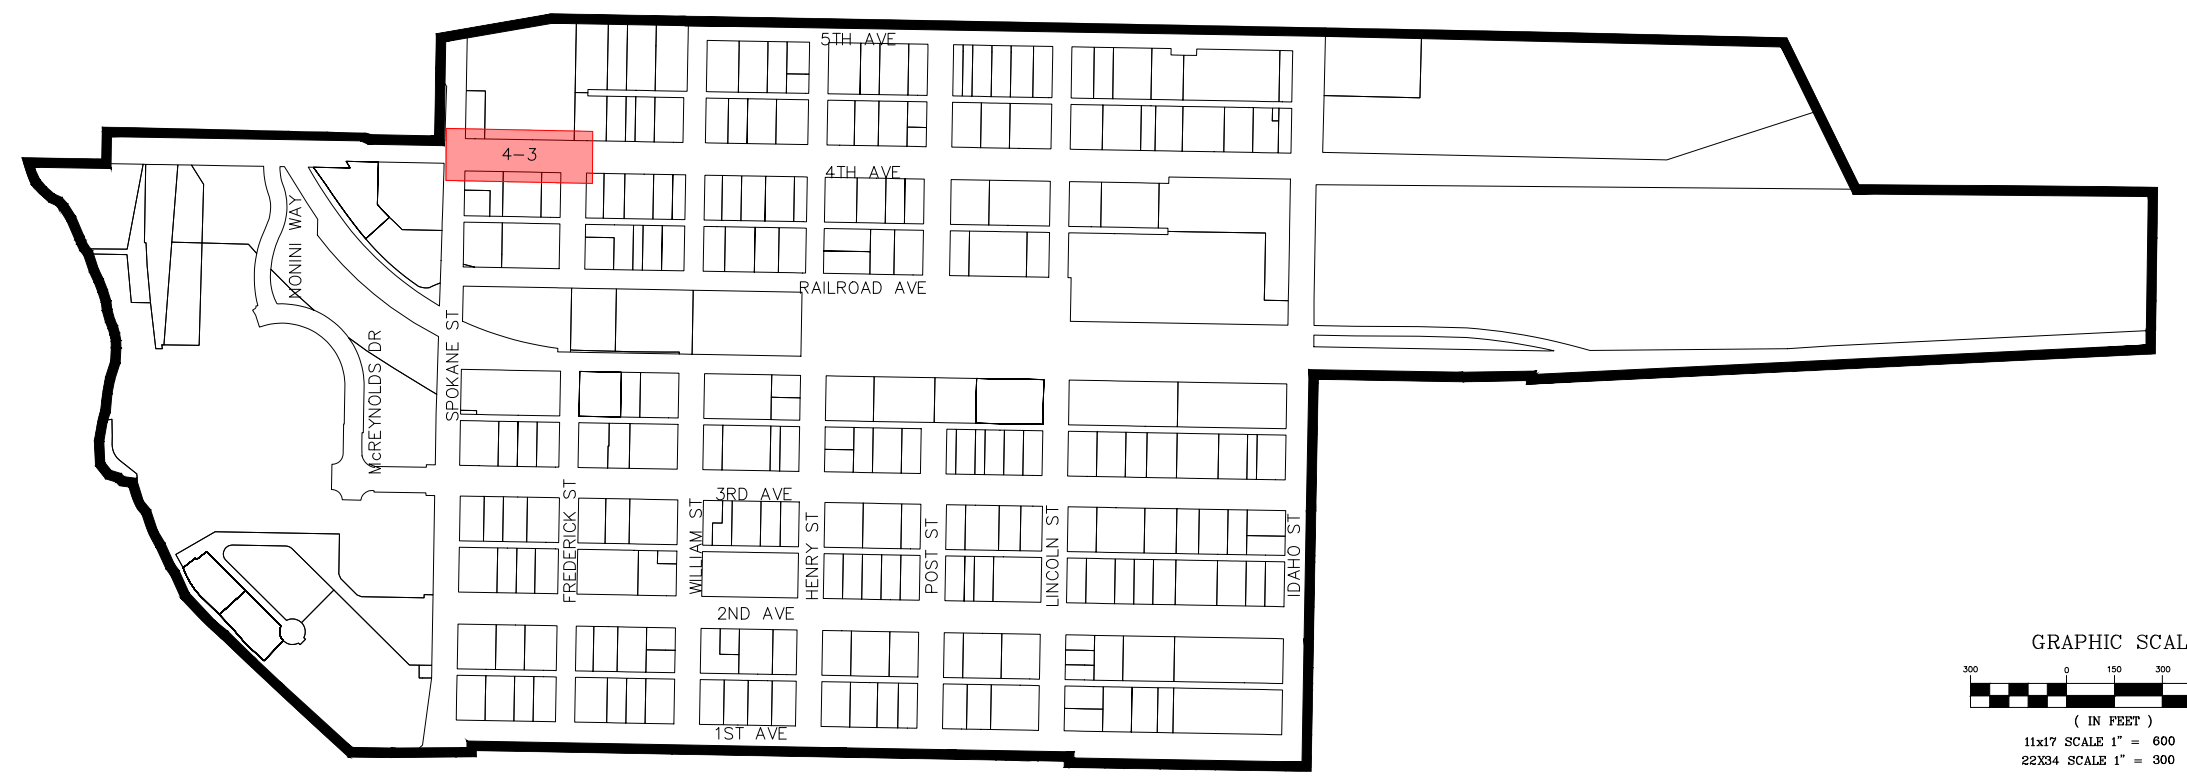 5TH AVE
4-3
4TH AVE
MONINI WAY
RAILROAD AVE
SPOKANE ST
McREYNOLDS DR
3RD AVE
FREDERICK ST
WILLIAM ST
HENRY ST
POST ST
LINCOLN ST
IDAHO ST
2ND AVE
1ST AVE
GRAPHIC SCAL
300 0 150 300
( IN FEET )
11x17 SCALE 1" = 600
22X34 SCALE 1" = 300